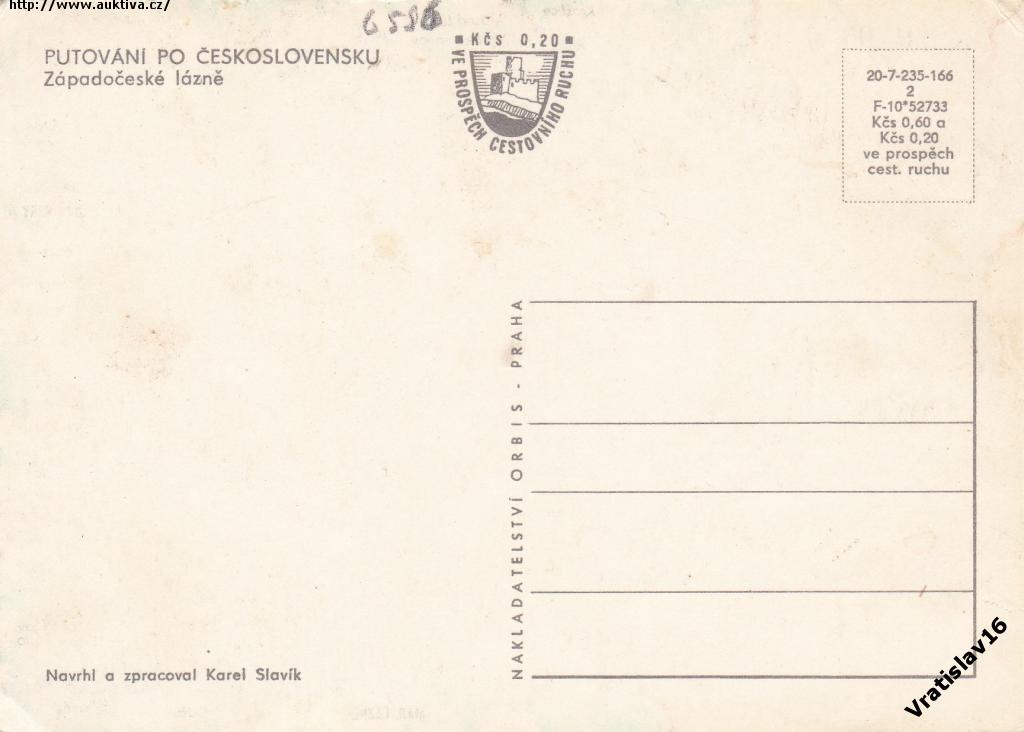 http://www.auktiva.cz/
6586
PUTOVÁNÍ PO ČESKOSLOVENSKU
Západočeské lázně
Kčs 0,20
VE PROSPĚCH CESTOVNÍHO RUCHU
20-7-235-166
2
F-10*52733
Kčs 0,60 a
Kčs 0,20
ve prospěch
cest. ruchu
NAKLADATELSTVÍ ORBIS - PRAHA
Navrhl a zpracoval Karel Slavík
Vratislav16